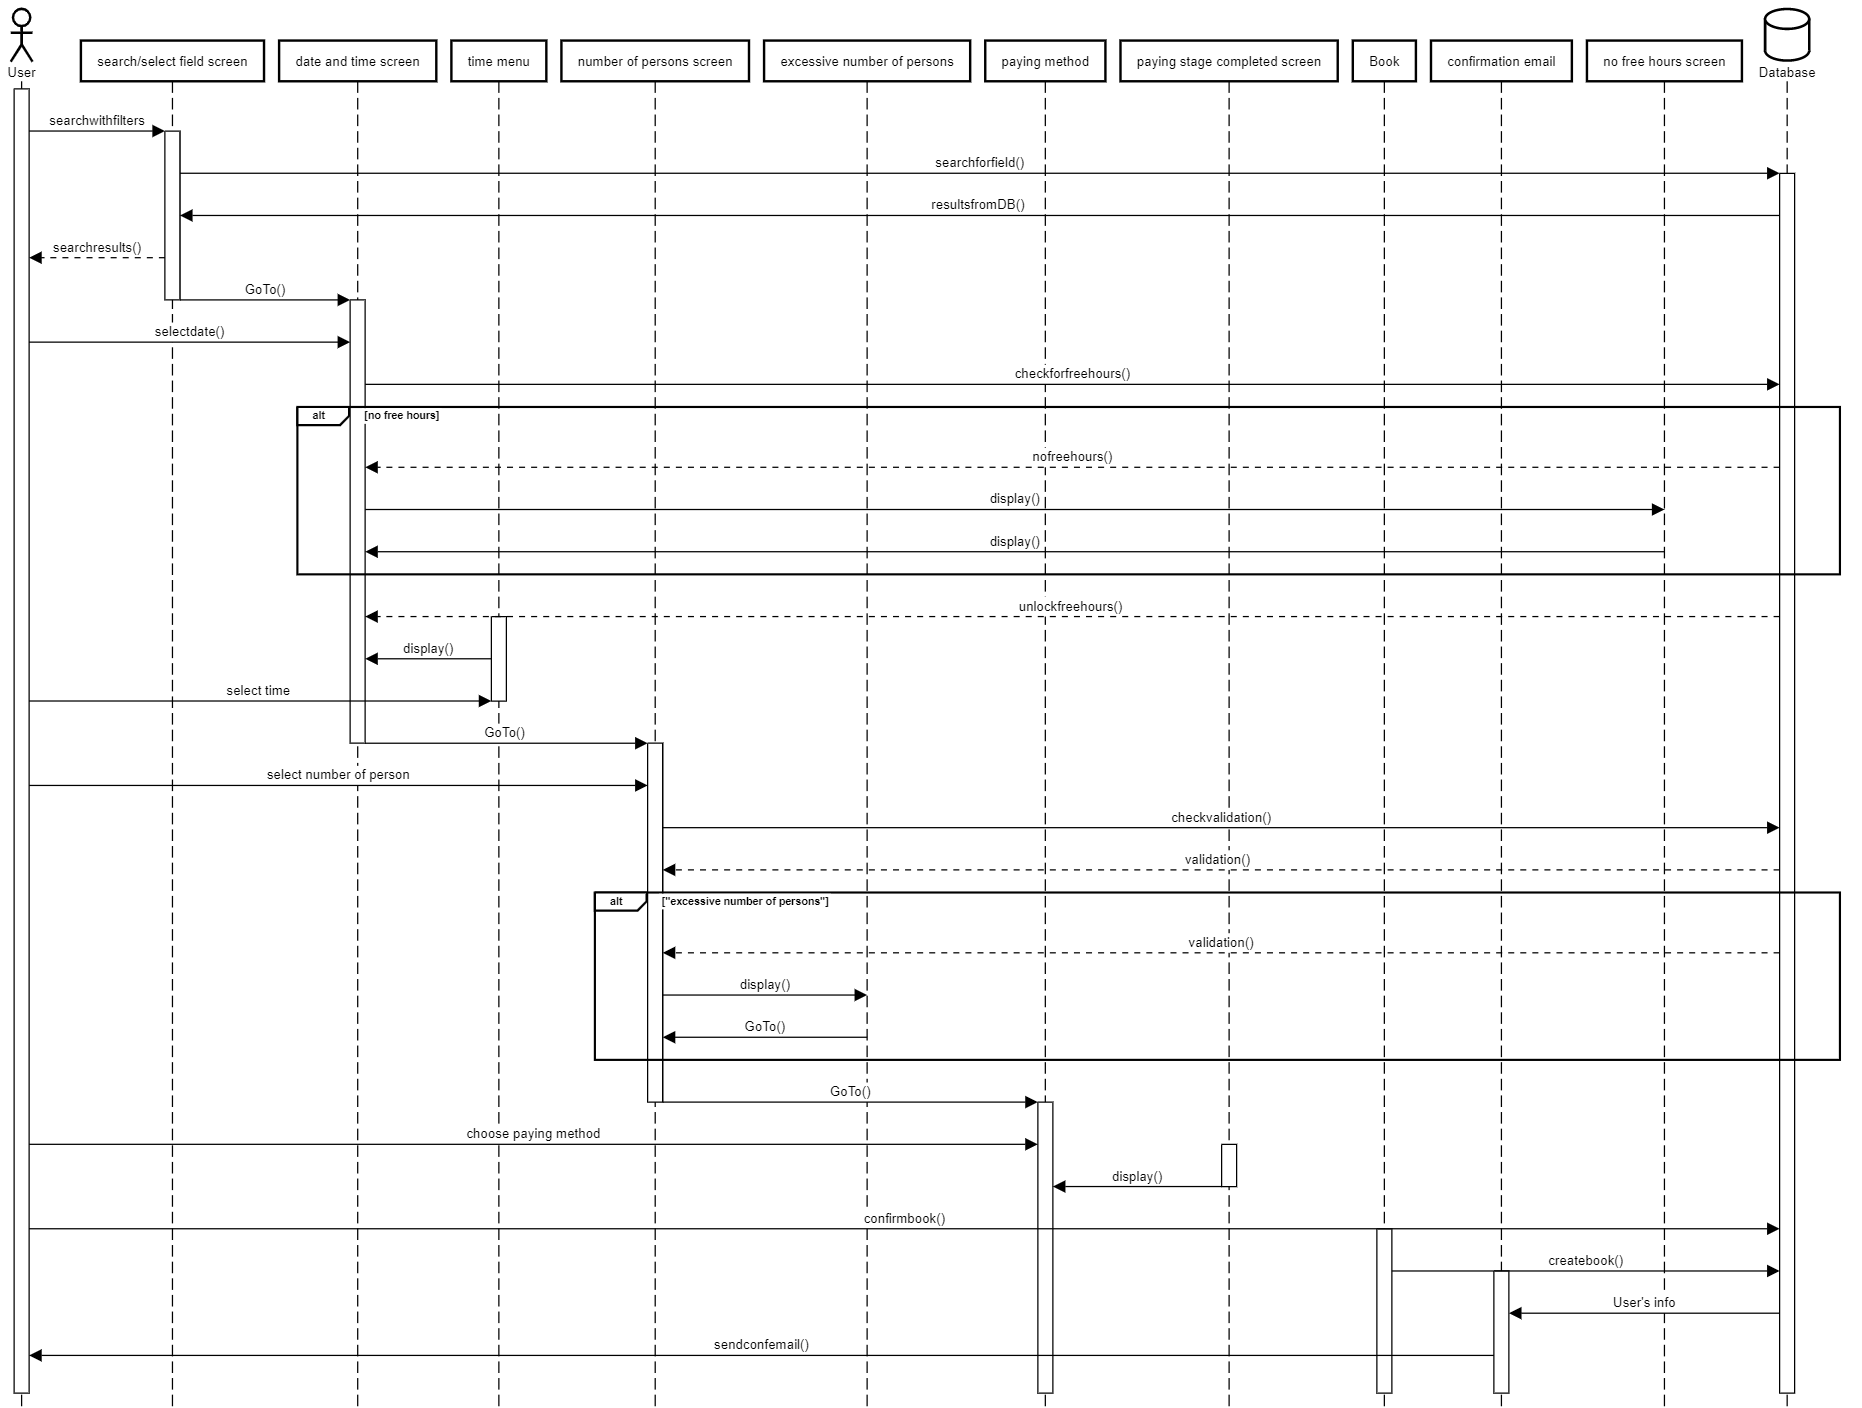 User
search/select field screen
date and time screen
time menu
number of persons screen
excessive number of persons
paying method
paying stage completed screen
Book
confirmation email
no free hours screen
Database
searchwithfilters
searchforfield()
resultsfromDB()
searchresults()
GoTo()
selectdate()
checkforfreehours()
alt
[no free hours]
nofreehours()
display()
display()
unlockfreehours()
display()
select time
GoTo()
select number of person
checkvalidation()
validation()
alt
["excessive number of persons"]
validation()
display()
GoTo()
GoTo()
choose paying method
display()
confirmbook()
createbook()
User's info
sendconfemail()